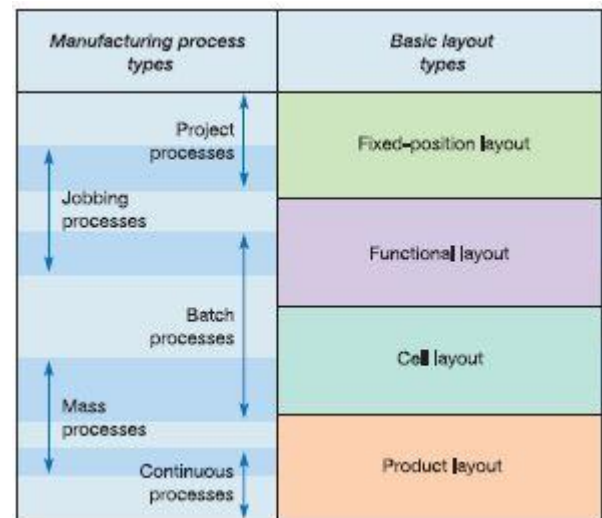 Manufacturing process
types
Basic layout
types
Project
processes
Jobbing
processes
Batch
processes
Mass
processes
Continuous
processes
Fixed-position layout
Functional layout
Cell layout
Product layout